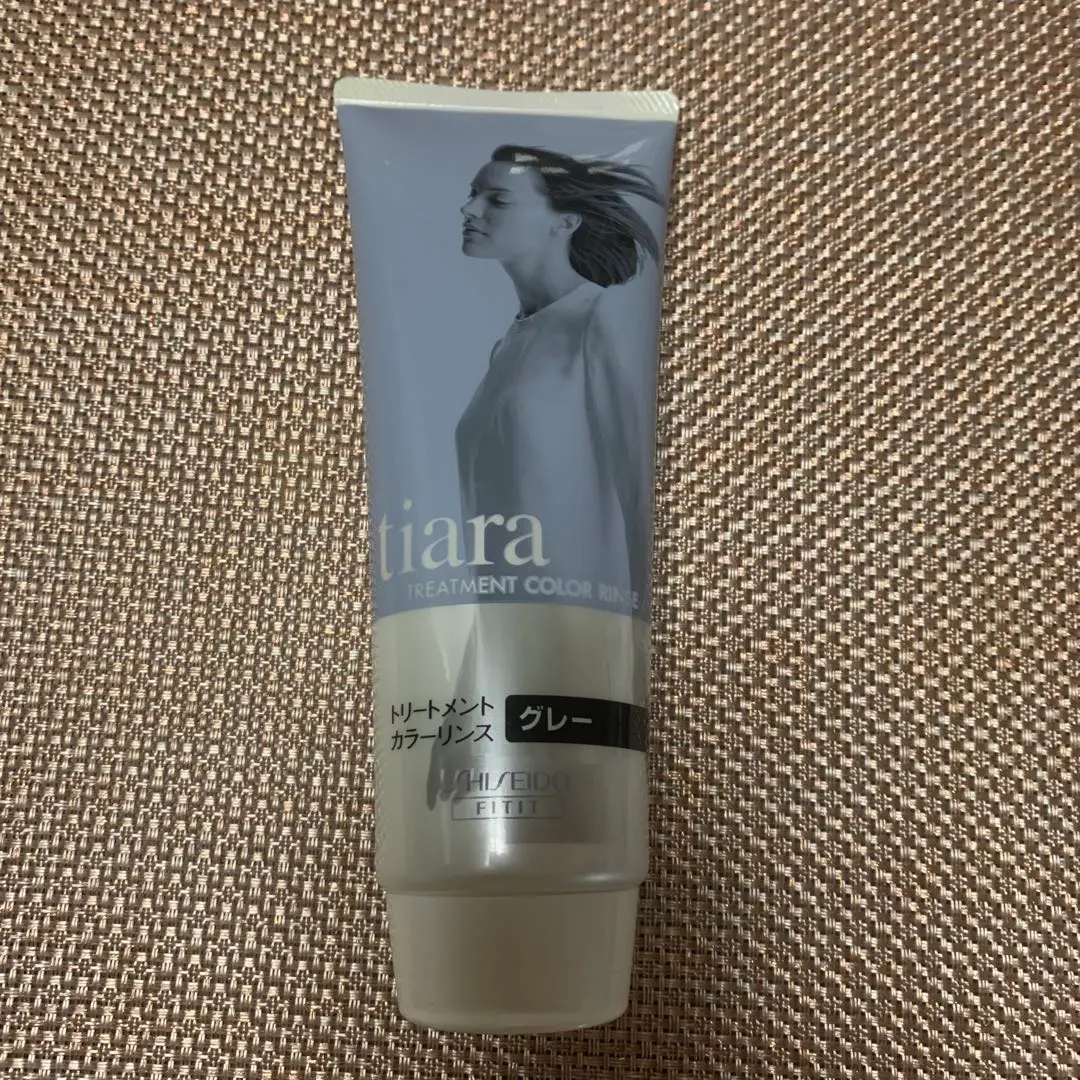 tiara
TREATMENT COLOR RINSE
トリートメント
カラーリンス
グレー
SHISEIDO
FITIT